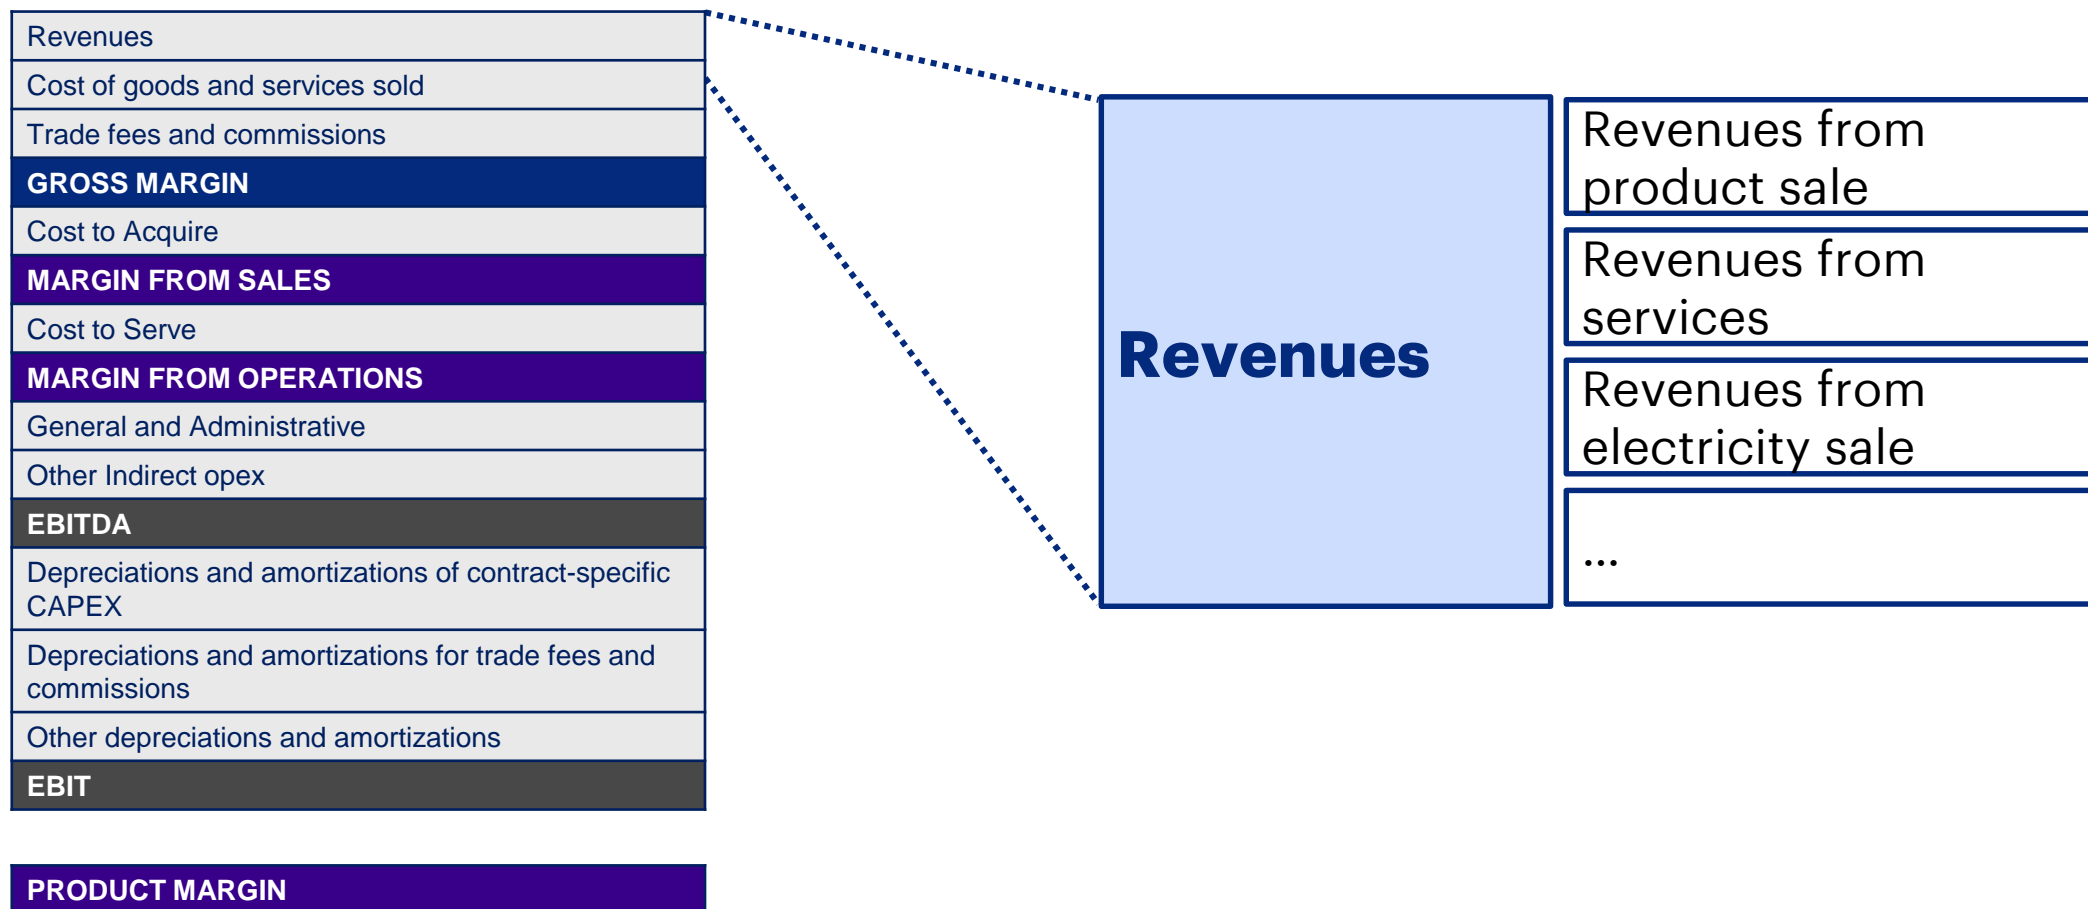 Revenues
Cost of goods and services sold
Trade fees and commissions
GROSS MARGIN
Cost to Acquire
MARGIN FROM SALES
Cost to Serve
MARGIN FROM OPERATIONS
General and Administrative
Other Indirect opex
EBITDA
Depreciations and amortizations of contract-specific
CAPEX
Depreciations and amortizations for trade fees and
commissions
Other depreciations and amortizations
EBIT
PRODUCT MARGIN
Revenues
Revenues from
product sale
Revenues from
services
Revenues from
electricity sale
...